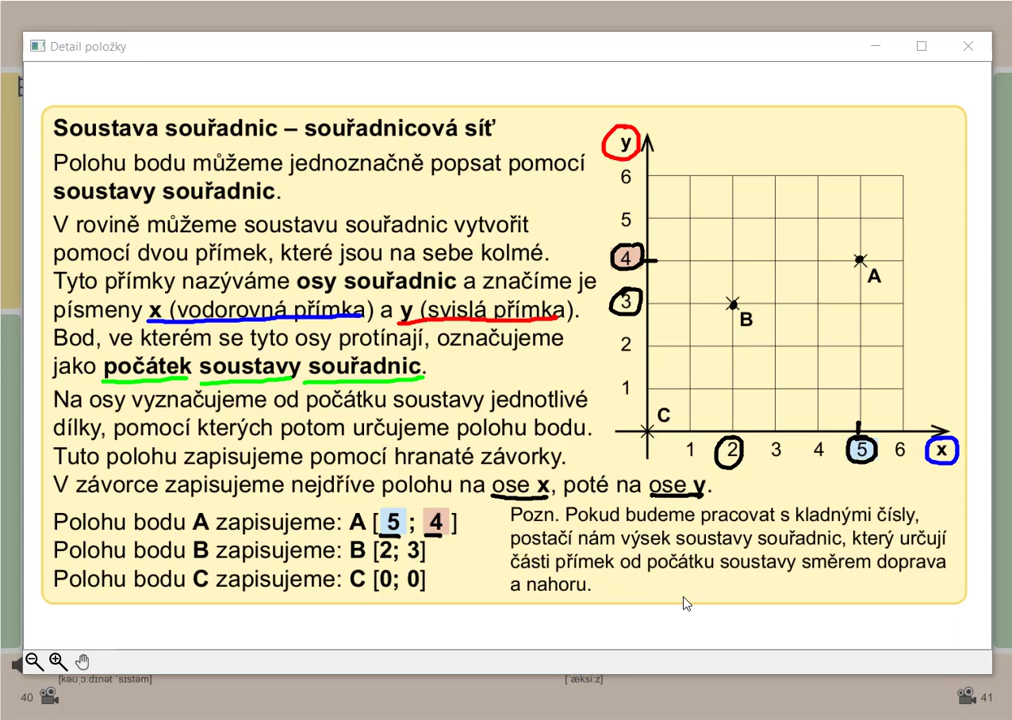 Detail položky
Soustava souřadnic – souřadnicová síť
Polohu bodu můžeme jednoznačně popsat pomocí
soustavy souřadnic.
V rovině můžeme soustavu souřadnic vytvořit
pomocí dvou přímek, které jsou na sebe kolmé.
Tyto přímky nazýváme osy souřadnic a značíme je
písmeny x (vodorovná přímka) a y (svislá přímka).
Bod, ve kterém se tyto osy protínají, označujeme
jako počátek soustavy souřadnic.
Na osy vyznačujeme od počátku soustavy jednotlivé
dílky, pomocí kterých potom určujeme polohu bodu.
Tuto polohu zapisujeme pomocí hranaté závorky.
V závorce zapisujeme nejdříve polohu na ose x, poté na ose y.
Polohu bodu A zapisujeme: A [ 5 ; 4 ]
Polohu bodu B zapisujeme: B [2; 3]
Polohu bodu C zapisujeme: C [0; 0]
Pozn. Pokud budeme pracovat s kladnými čísly,
postačí nám výsek soustavy souřadnic, který určují
části přímek od počátku soustavy směrem doprava
a nahoru.
y
6
5
4
3
2
1
A
B
C
1 2 3 4 5 6 x
[kəʊˌɔːdɪnət ˈsɪstəm]
[ˈæksiːz]
40
41